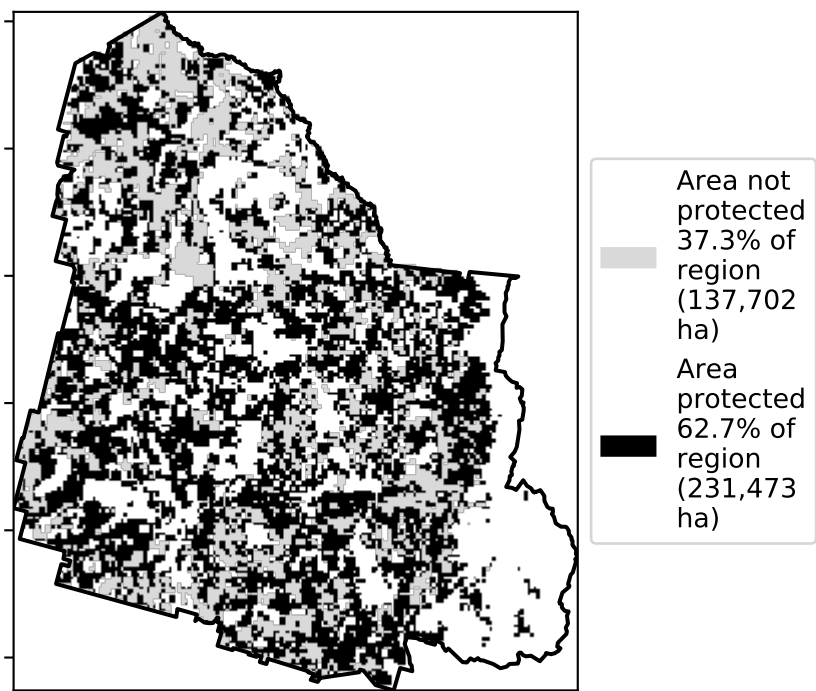 Area not
protected
37.3% of
region
(137,702
ha)
Area
protected
62.7% of
region
(231,473
ha)